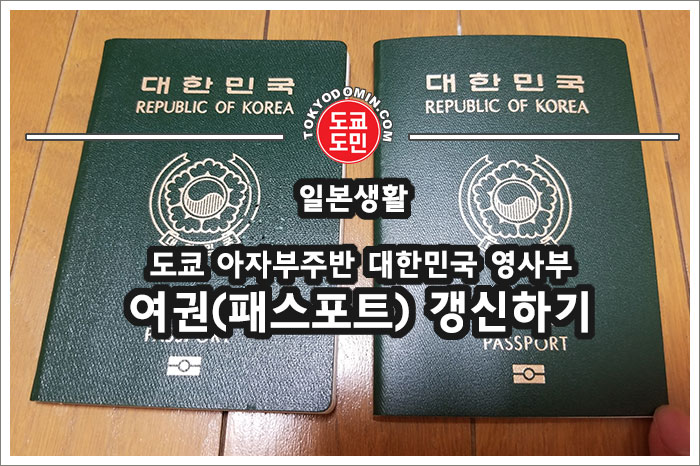 대한민국
REPUBLIC OF KOREA
대한민국
REPUBLIC OF KOREA
TOKYODOMIN.COM
도쿄
도민
일본생활
도쿄 아자부주반 대한민국 영사부
여권(패스포트) 갱신하기
PASSPORT
PASSPORT